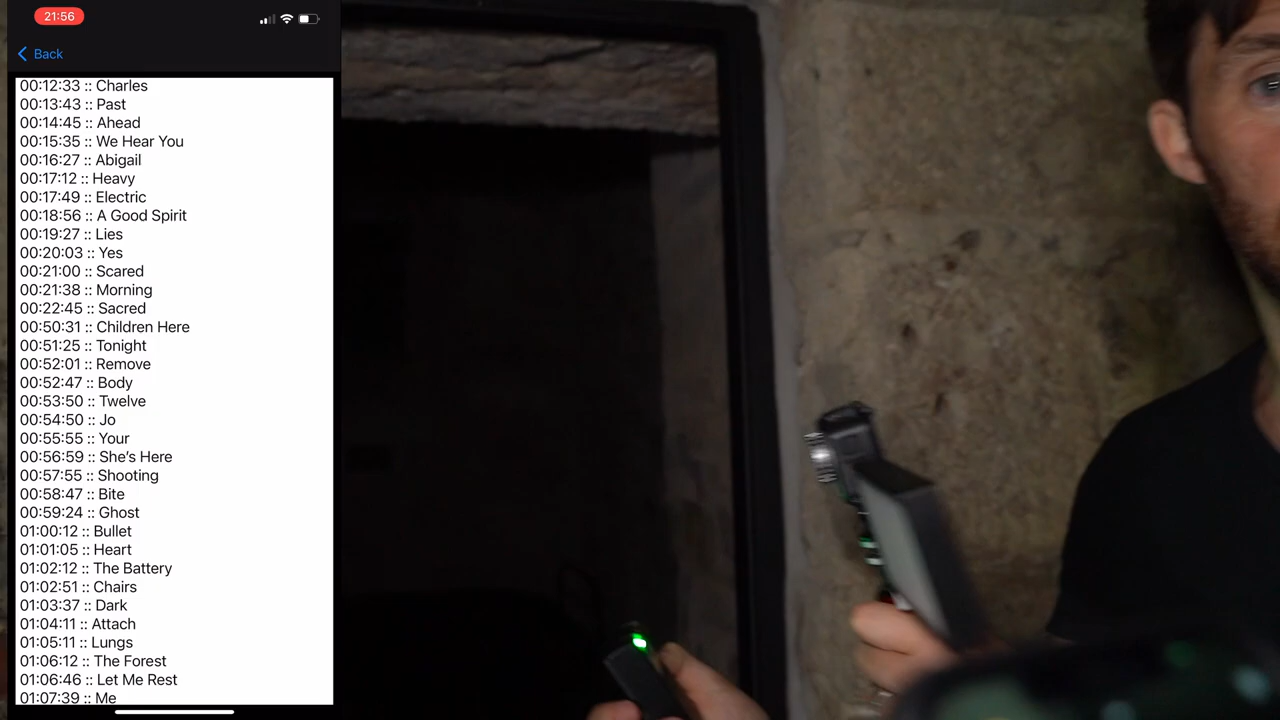 21:56
Back
00:12:33 :: Charles
00:13:43 :: Past
00:14:45 :: Ahead
00:15:35 :: We Hear You
00:16:27 :: Abigail
00:17:12 :: Heavy
00:17:49 :: Electric
00:18:56 :: A Good Spirit
00:19:27 :: Lies
00:20:03 :: Yes
00:21:00 :: Scared
00:21:38 :: Morning
00:22:45 :: Sacred
00:50:31 :: Children Here
00:51:25 :: Tonight
00:52:01 :: Remove
00:52:47 :: Body
00:53:50 :: Twelve
00:54:50 :: Jo
00:55:55 :: Your
00:56:59 :: She's Here
00:57:55 :: Shooting
00:58:47 :: Bite
00:59:24 :: Ghost
01:00:12 :: Bullet
01:01:05 :: Heart
01:02:12 :: The Battery
01:02:51 :: Chairs
01:03:37 :: Dark
01:04:11 :: Attach
01:05:11 :: Lungs
01:06:12 :: The Forest
01:06:46 :: Let Me Rest
01:07:39 :: Me